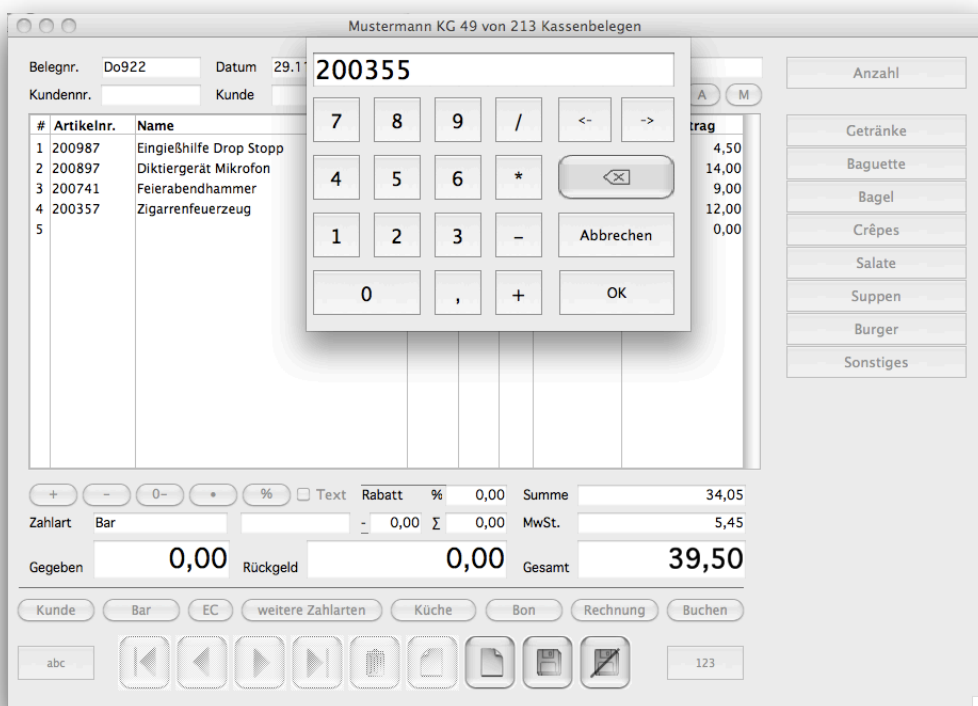 Mustermann KG 49 von 213 Kassenbelegen
Belegnr. Do922 Datum 29.1
Kundennr. Kunde A M
200355
7 8 9 / <- ->
4 5 6 *
1 2 3 – Abbrechen
0 , + OK
# Artikelnr. Name trag
1 200987 Eingießhilfe Drop Stopp 4,50
2 200897 Diktiergerät Mikrofon 14,00
3 200741 Feierabendhammer 9,00
4 200357 Zigarrenfeuerzeug 12,00
5 0,00
Anzahl
Getränke
Baguette
Bagel
Crêpes
Salate
Suppen
Burger
Sonstiges
+ - 0- • % Text Rabatt % 0,00 Summe 34,05
Zahlart Bar - 0,00 Σ 0,00 MwSt. 5,45
Gegeben 0,00 Rückgeld 0,00 Gesamt 39,50
Kunde Bar EC weitere Zahlarten Küche Bon Rechnung Buchen
abc 123